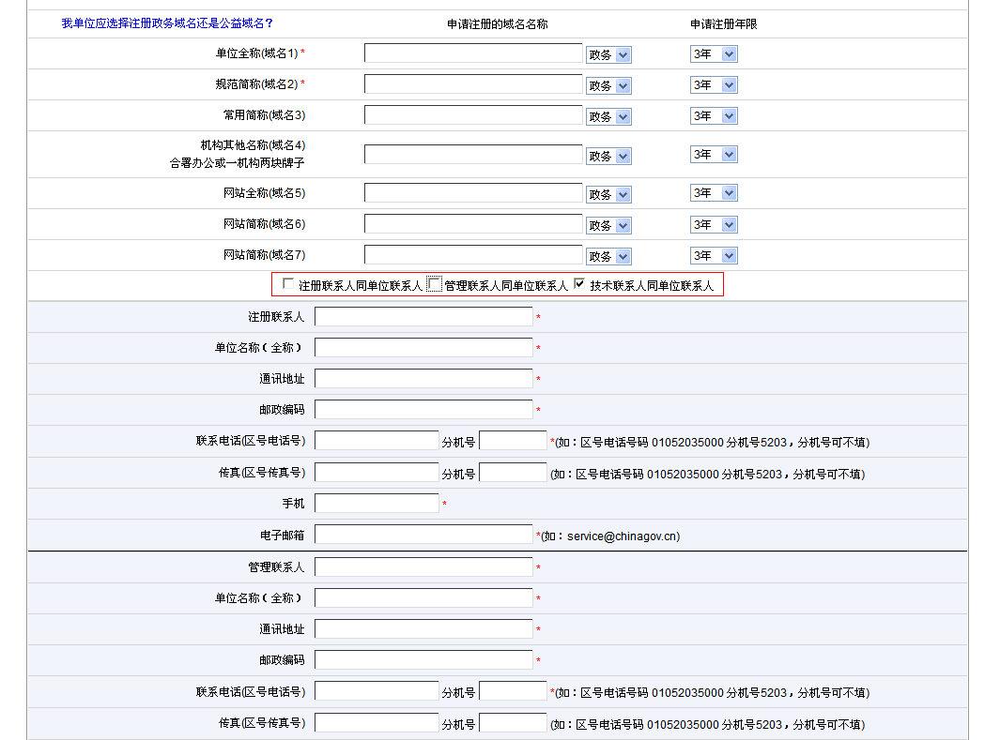 我单位应选择注册政务域名还是公益域名? 申请注册的域名名称 申请注册年限
单位全称(域名1) * 政务 3年
规范简称(域名2) * 政务 3年
常用简称(域名3) 政务 3年
机构其他名称(域名4)
合署办公或一机构两块牌子 政务 3年
网站全称(域名5) 政务 3年
网站简称(域名6) 政务 3年
网站简称(域名7) 政务 3年
注册联系人同单位联系人 管理联系人同单位联系人 技术联系人同单位联系人
注册联系人 *
单位名称(全称) *
通讯地址 *
邮政编码 *
联系电话(区号电话号) 分机号 *(如:区号电话号码 01052035000 分机号5203,分机号可不填)
传真(区号传真号) 分机号 (如:区号电话号码 01052035000 分机号5203,分机号可不填)
手机 *
电子邮箱 *(如:service@chinagov.cn)
管理联系人 *
单位名称(全称) *
通讯地址 *
邮政编码 *
联系电话(区号电话号) 分机号 *(如:区号电话号码 01052035000 分机号5203,分机号可不填)
传真(区号传真号) 分机号 (如:区号电话号码 01052035000 分机号5203,分机号可不填)